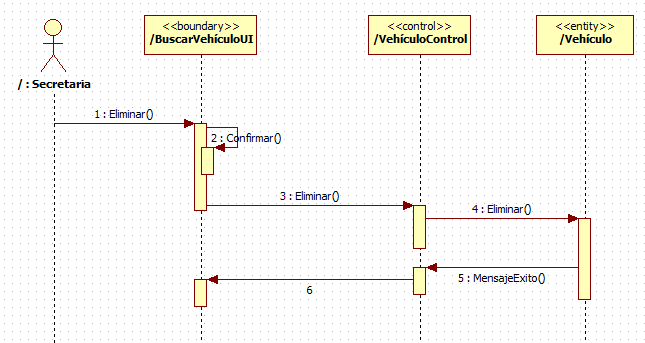 <<boundary>>
/BuscarVehículoUI
<<control>>
/VehículoControl
<<entity>>
/Vehículo
/ : Secretaria
1 : Eliminar()
2 : Confirmar()
3 : Eliminar()
4 : Eliminar()
5 : MensajeExito()
6